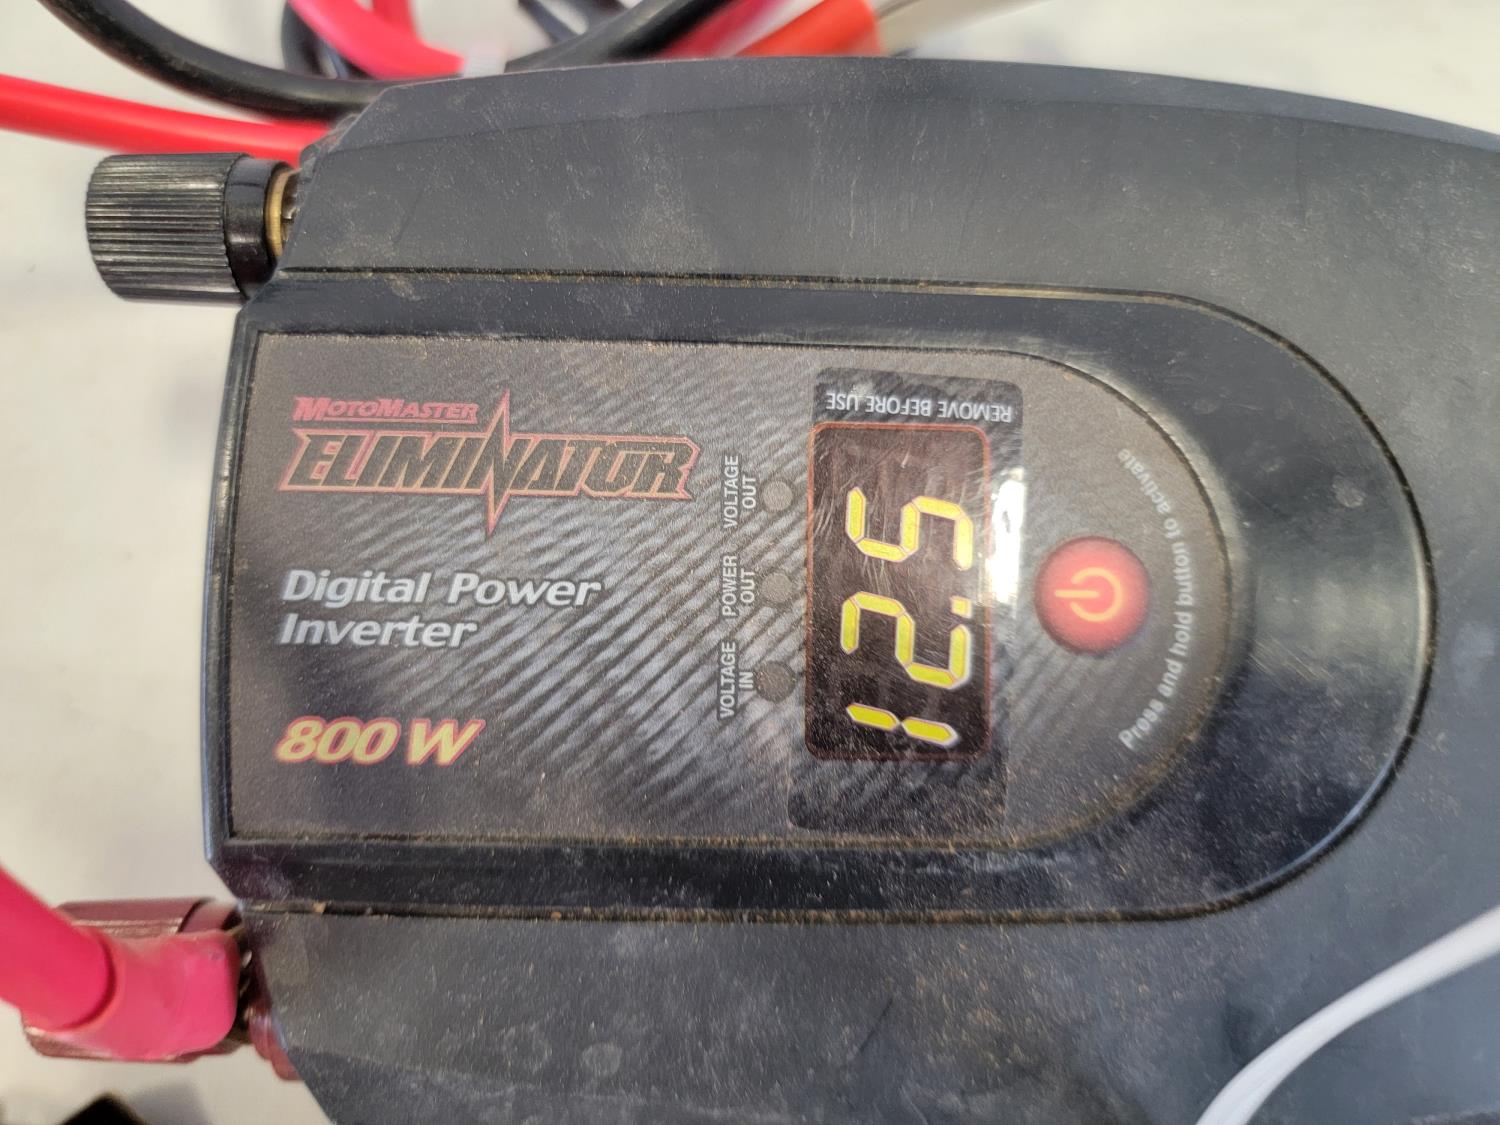 MOTOMASTER
ELIMINATOR
Digital Power
Inverter
800 W
VOLTAGE
IN
POWER
OUT
VOLTAGE
OUT
REMOVE BEFORE USE
12.5
Press and hold button to activate